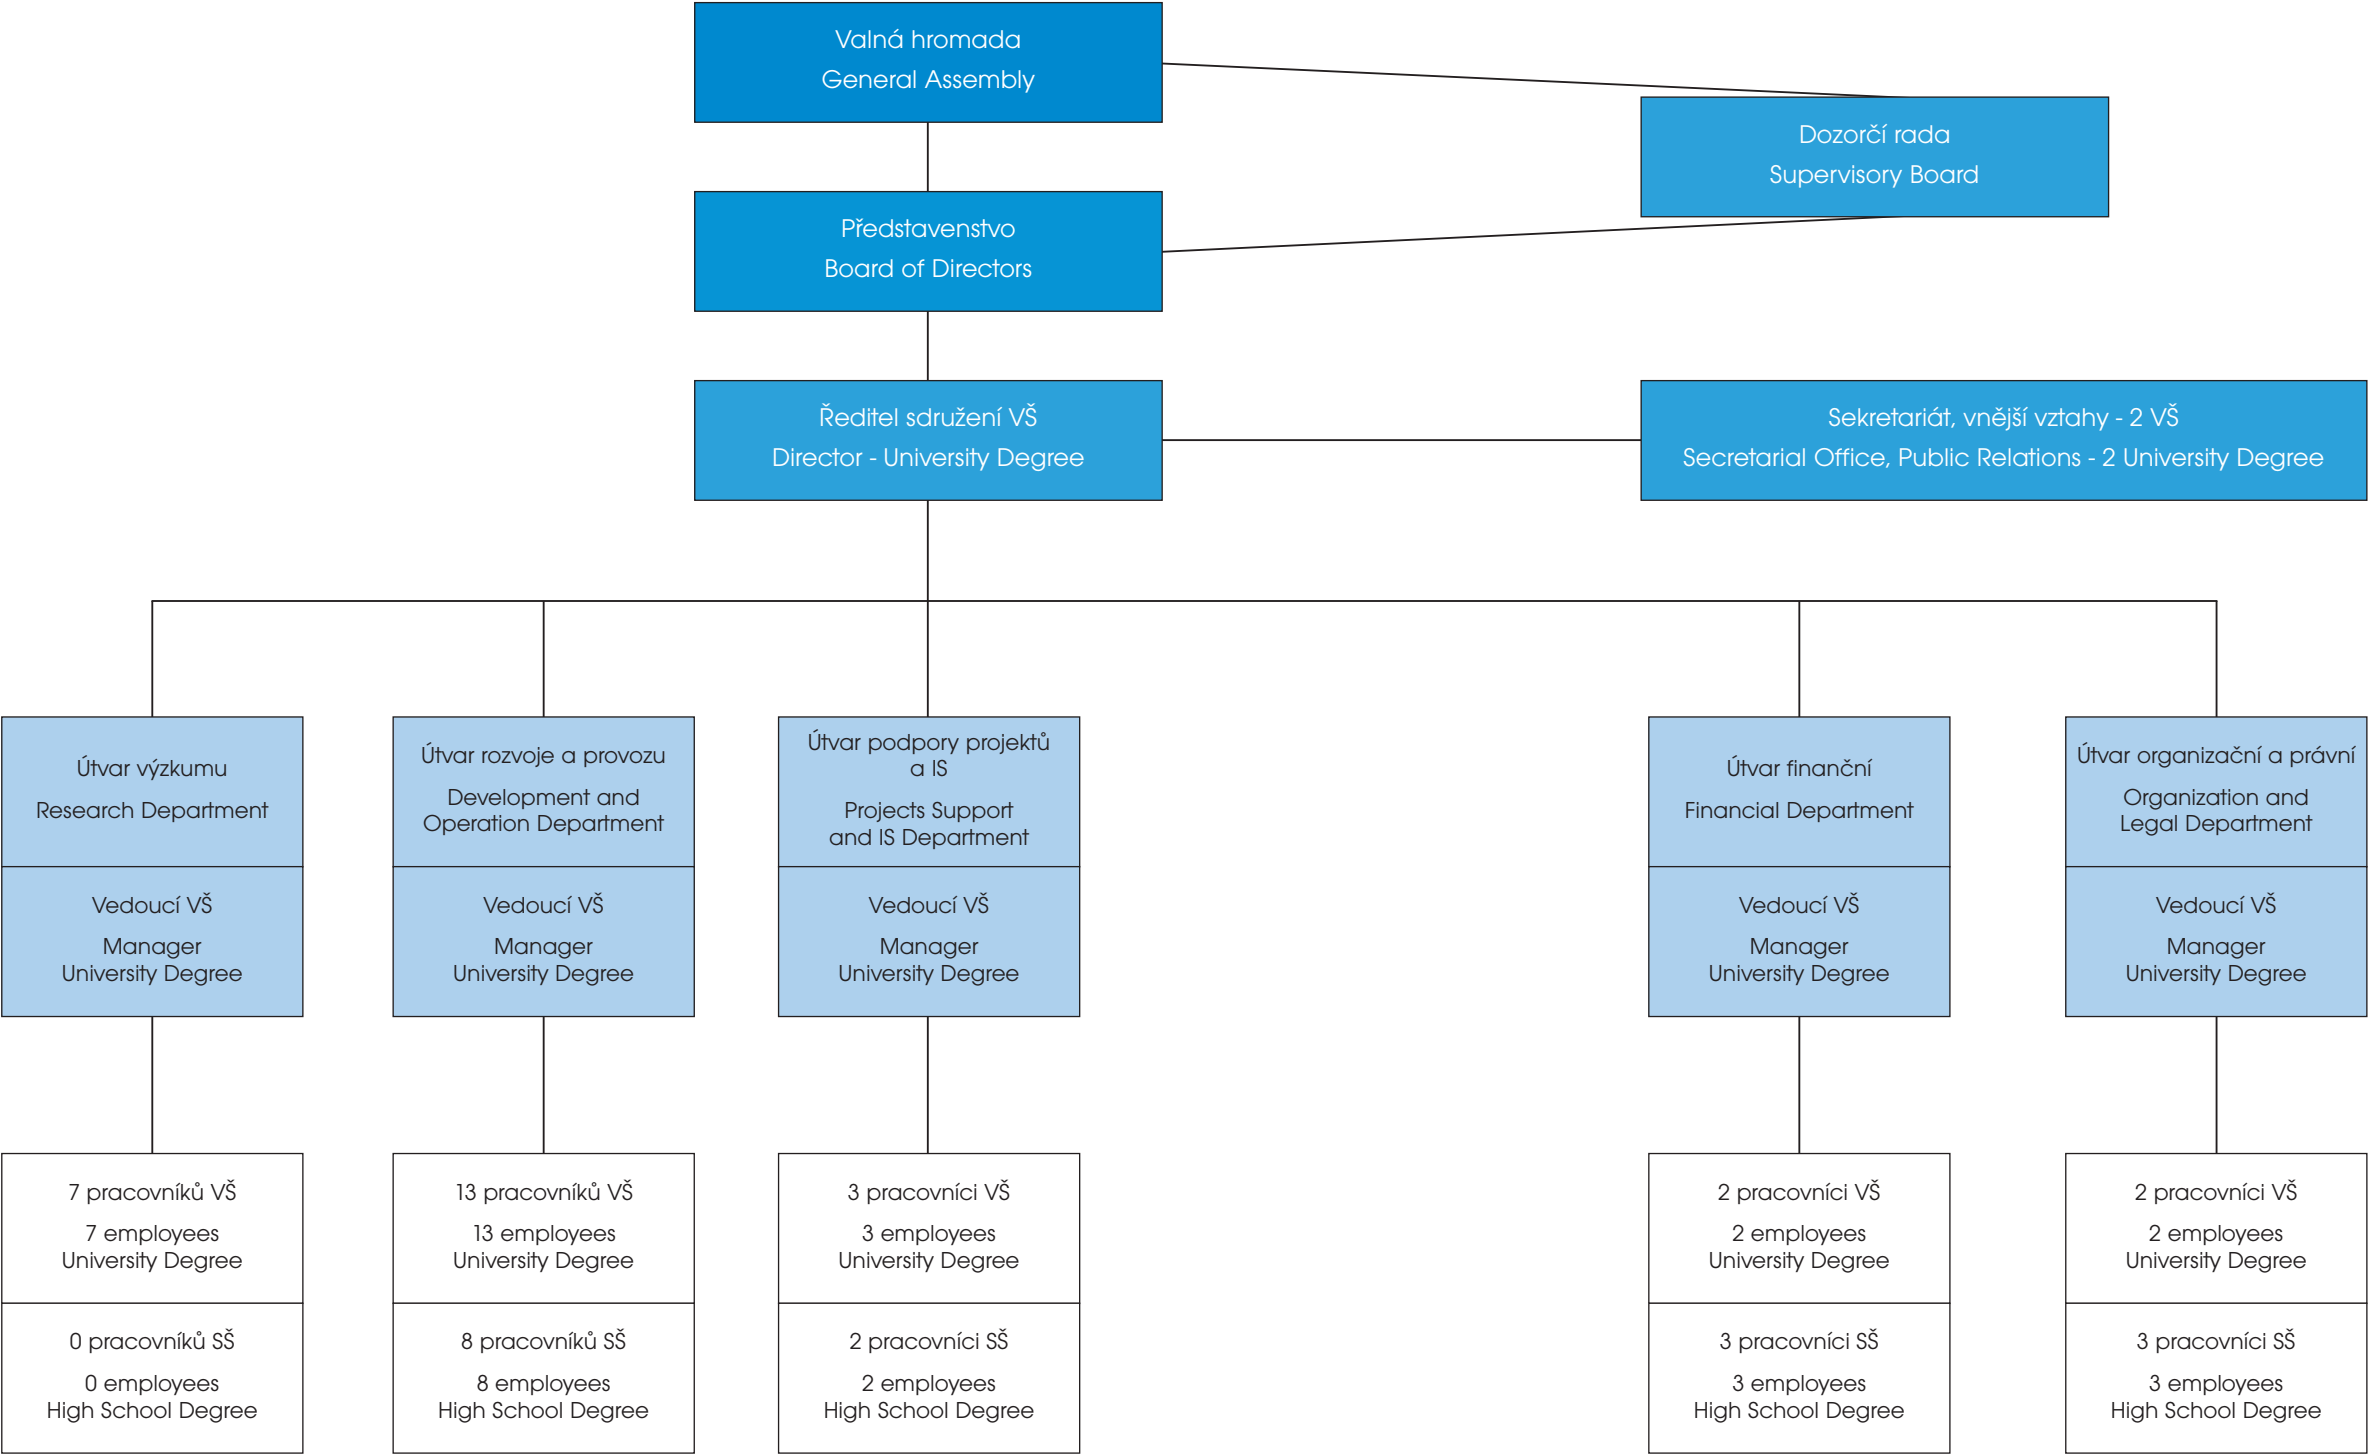 Valná hromada
General Assembly
Dozorčí rada
Supervisory Board
Představenstvo
Board of Directors
Ředitel sdružení VŠ
Director - University Degree
Sekretariát, vnější vztahy - 2 VŠ
Secretarial Office, Public Relations - 2 University Degree
Útvar výzkumu
Research Department
Vedoucí VŠ
Manager
University Degree
7 pracovníků VŠ
7 employees
University Degree
0 pracovníků SŠ
0 employees
High School Degree
Útvar rozvoje a provozu
Development and
Operation Department
Vedoucí VŠ
Manager
University Degree
13 pracovníků VŠ
13 employees
University Degree
8 pracovníků SŠ
8 employees
High School Degree
Útvar podpory projektů
a IS
Projects Support
and IS Department
Vedoucí VŠ
Manager
University Degree
3 pracovníci VŠ
3 employees
University Degree
2 pracovníci SŠ
2 employees
High School Degree
Útvar finanční
Financial Department
Vedoucí VŠ
Manager
University Degree
2 pracovníci VŠ
2 employees
University Degree
3 pracovníci SŠ
3 employees
High School Degree
Útvar organizační a právní
Organization and
Legal Department
Vedoucí VŠ
Manager
University Degree
2 pracovníci VŠ
2 employees
University Degree
3 pracovníci SŠ
3 employees
High School Degree